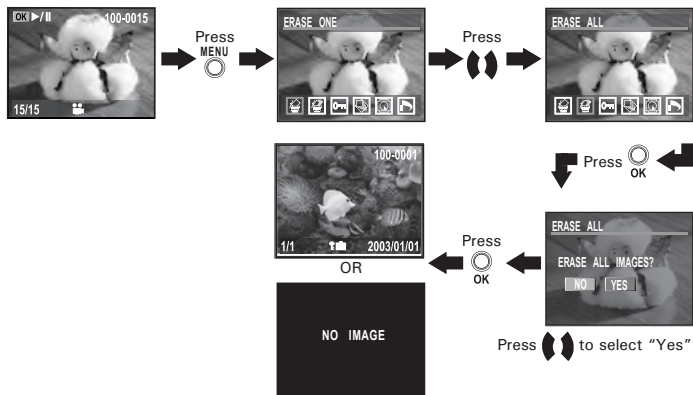 OK ▶/II 100-0015
15/15
Press
MENU
ERASE ONE
Press
ERASE ALL
Press OK
ERASE ALL
ERASE ALL IMAGES?
NO YES
Press to select “Yes”
Press
OK
100-0001
1/1 2003/01/01
OR
NO IMAGE